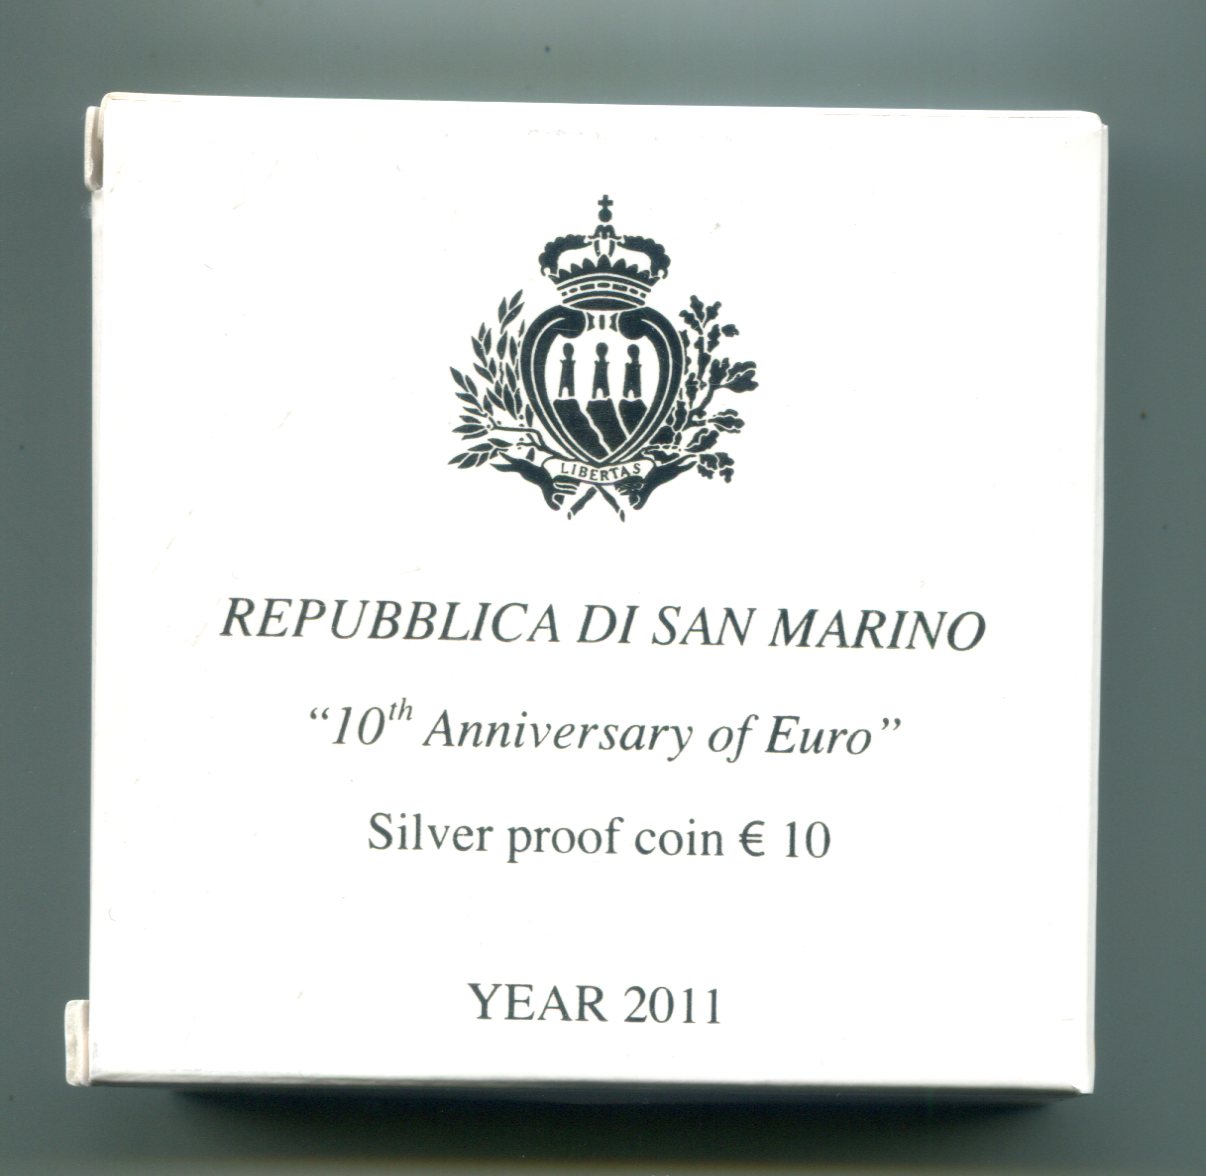 LIBERTAS
REPUBBLICA DI SAN MARINO
“10th Anniversary of Euro”
Silver proof coin € 10
YEAR 2011